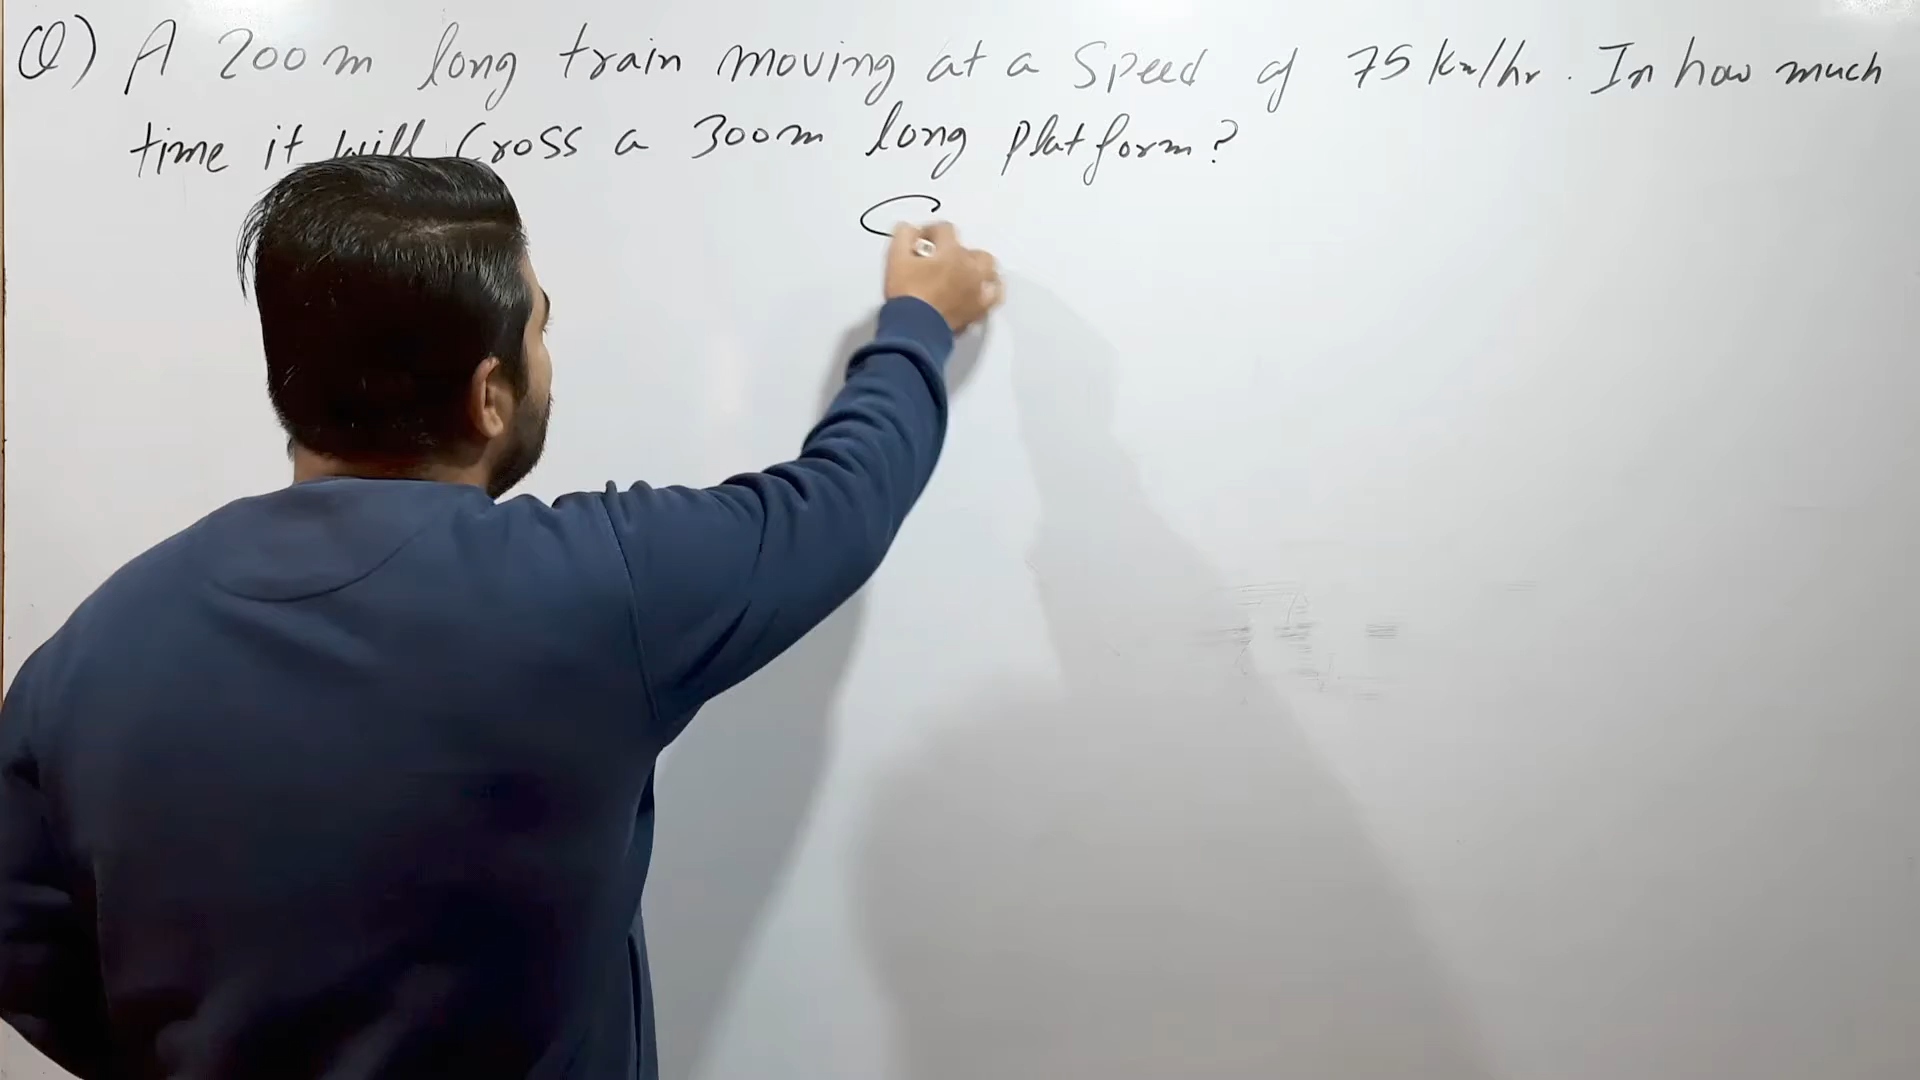 Q) A 200m long train moving at a Speed of 75 Km/hr. In how much
time it will Cross a 300m long Platform?